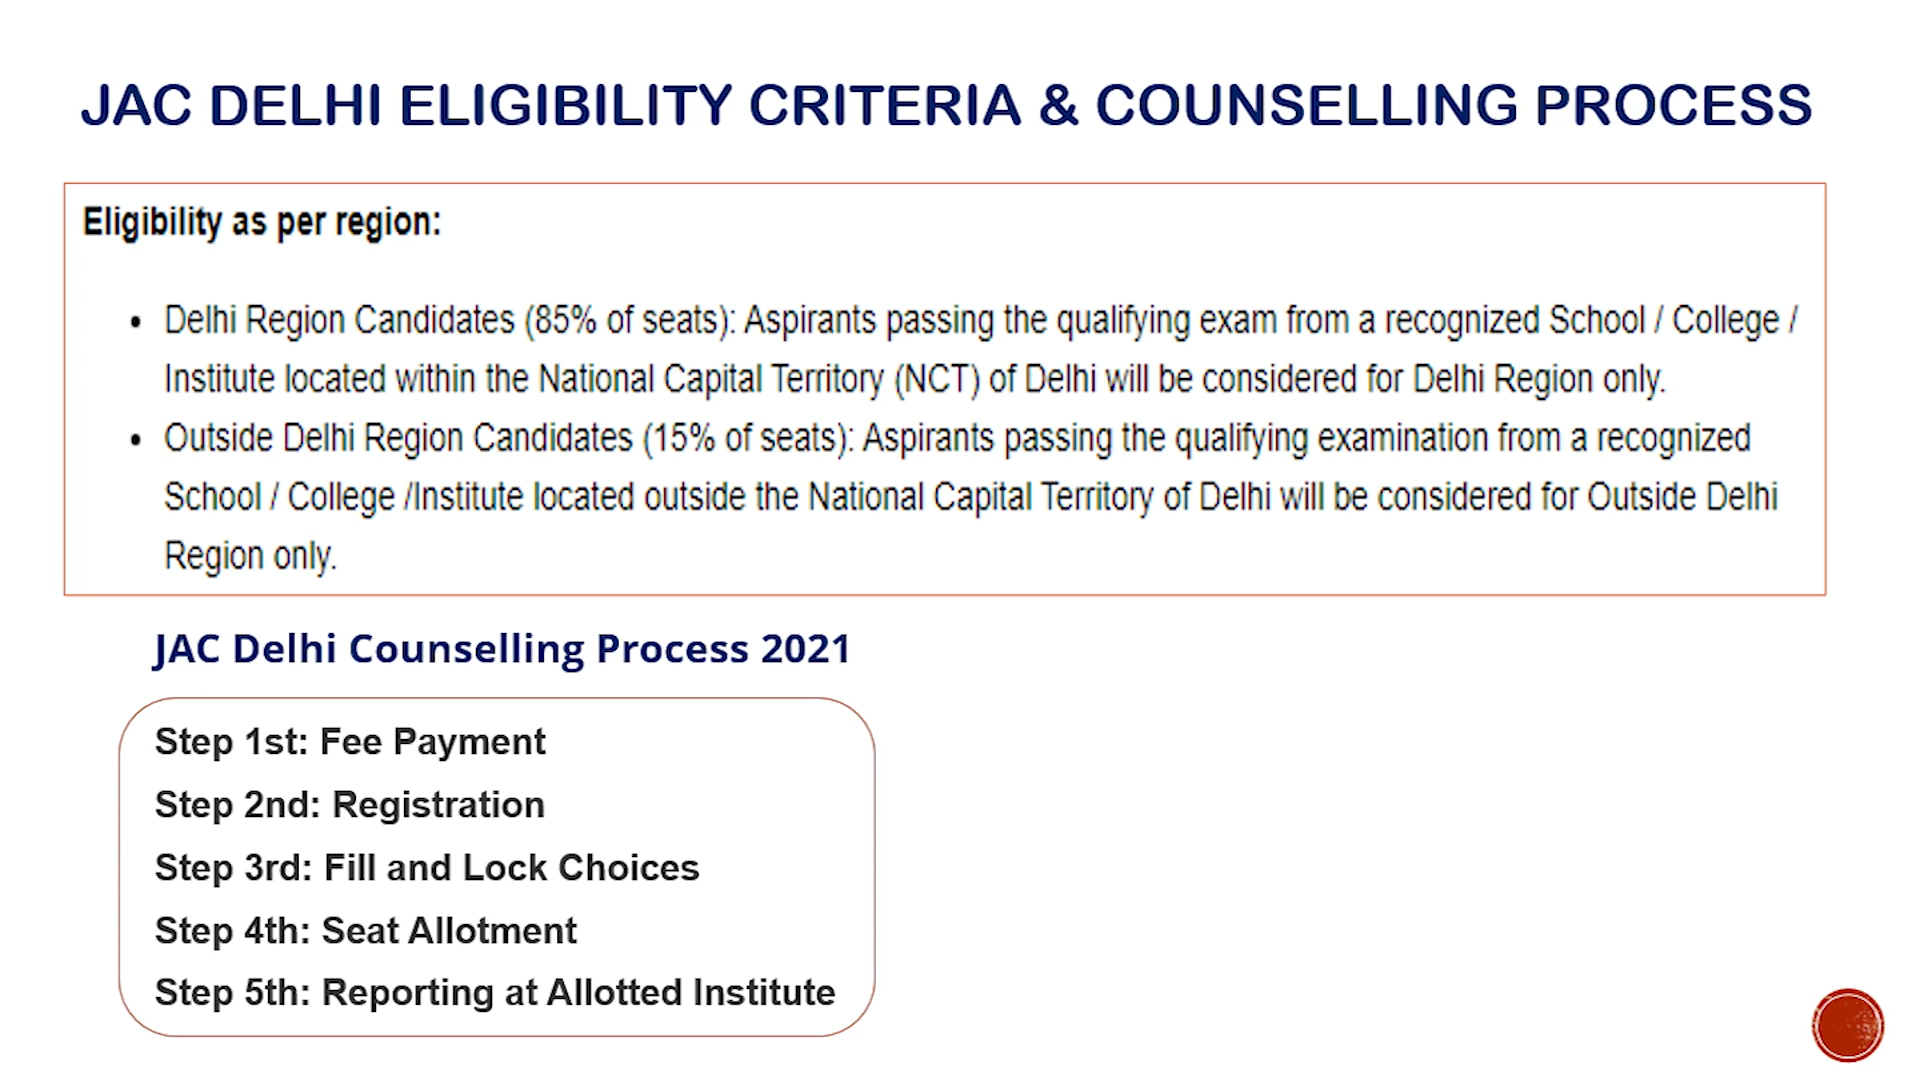 JAC DELHI ELIGIBILITY CRITERIA & COUNSELLING PROCESS
Eligibility as per region:
• Delhi Region Candidates (85% of seats): Aspirants passing the qualifying exam from a recognized School / College /
Institute located within the National Capital Territory (NCT) of Delhi will be considered for Delhi Region only.
• Outside Delhi Region Candidates (15% of seats): Aspirants passing the qualifying examination from a recognized
School / College /Institute located outside the National Capital Territory of Delhi will be considered for Outside Delhi
Region only.
JAC Delhi Counselling Process 2021
Step 1st: Fee Payment
Step 2nd: Registration
Step 3rd: Fill and Lock Choices
Step 4th: Seat Allotment
Step 5th: Reporting at Allotted Institute